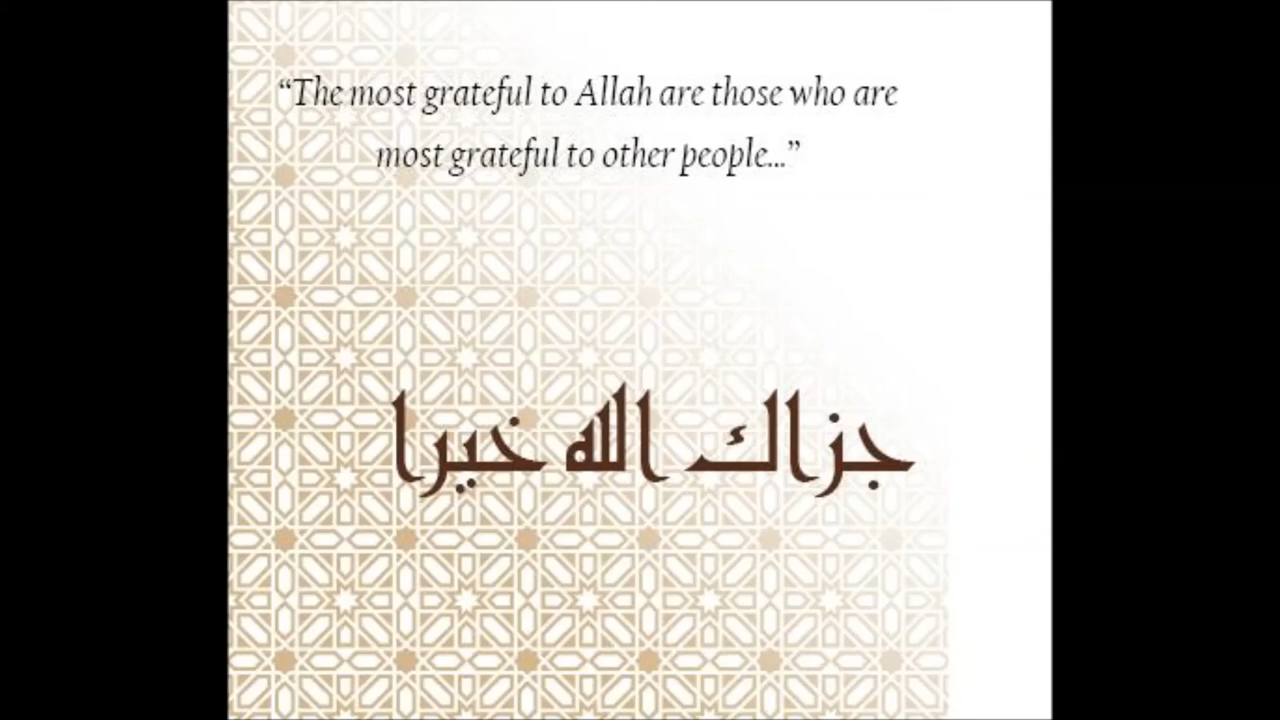 “The most grateful to Allah are those who are
most grateful to other people...”
جزاك الله خيرا